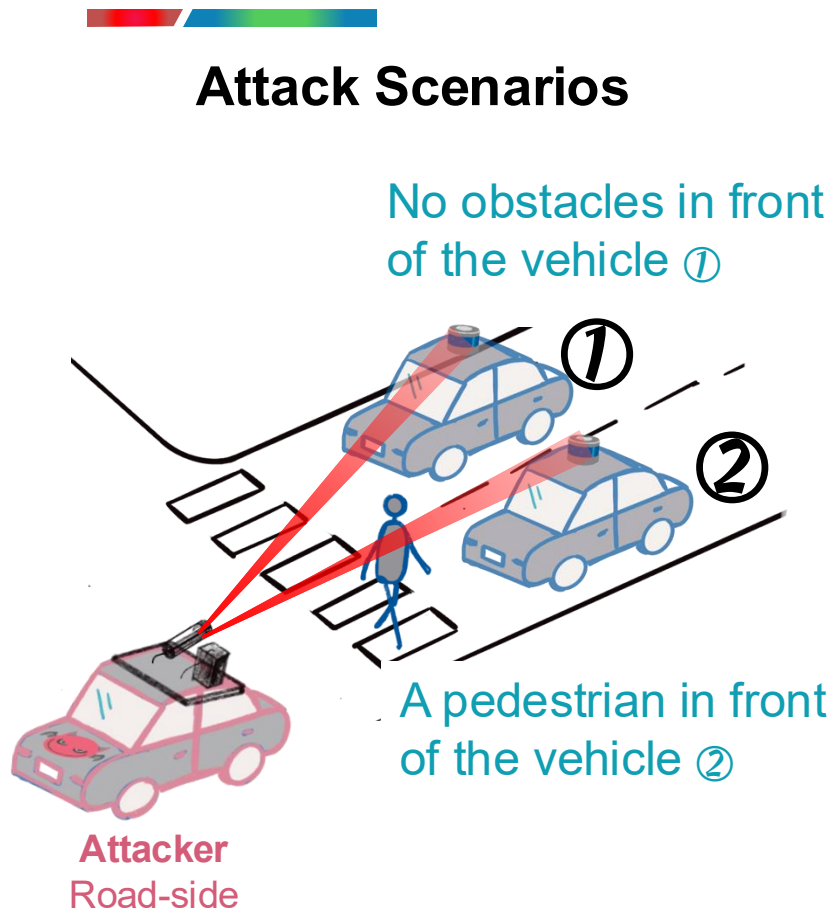 Attack Scenarios
No obstacles in front
of the vehicle ①
①
②
A pedestrian in front
of the vehicle ②
Attacker
Road-side